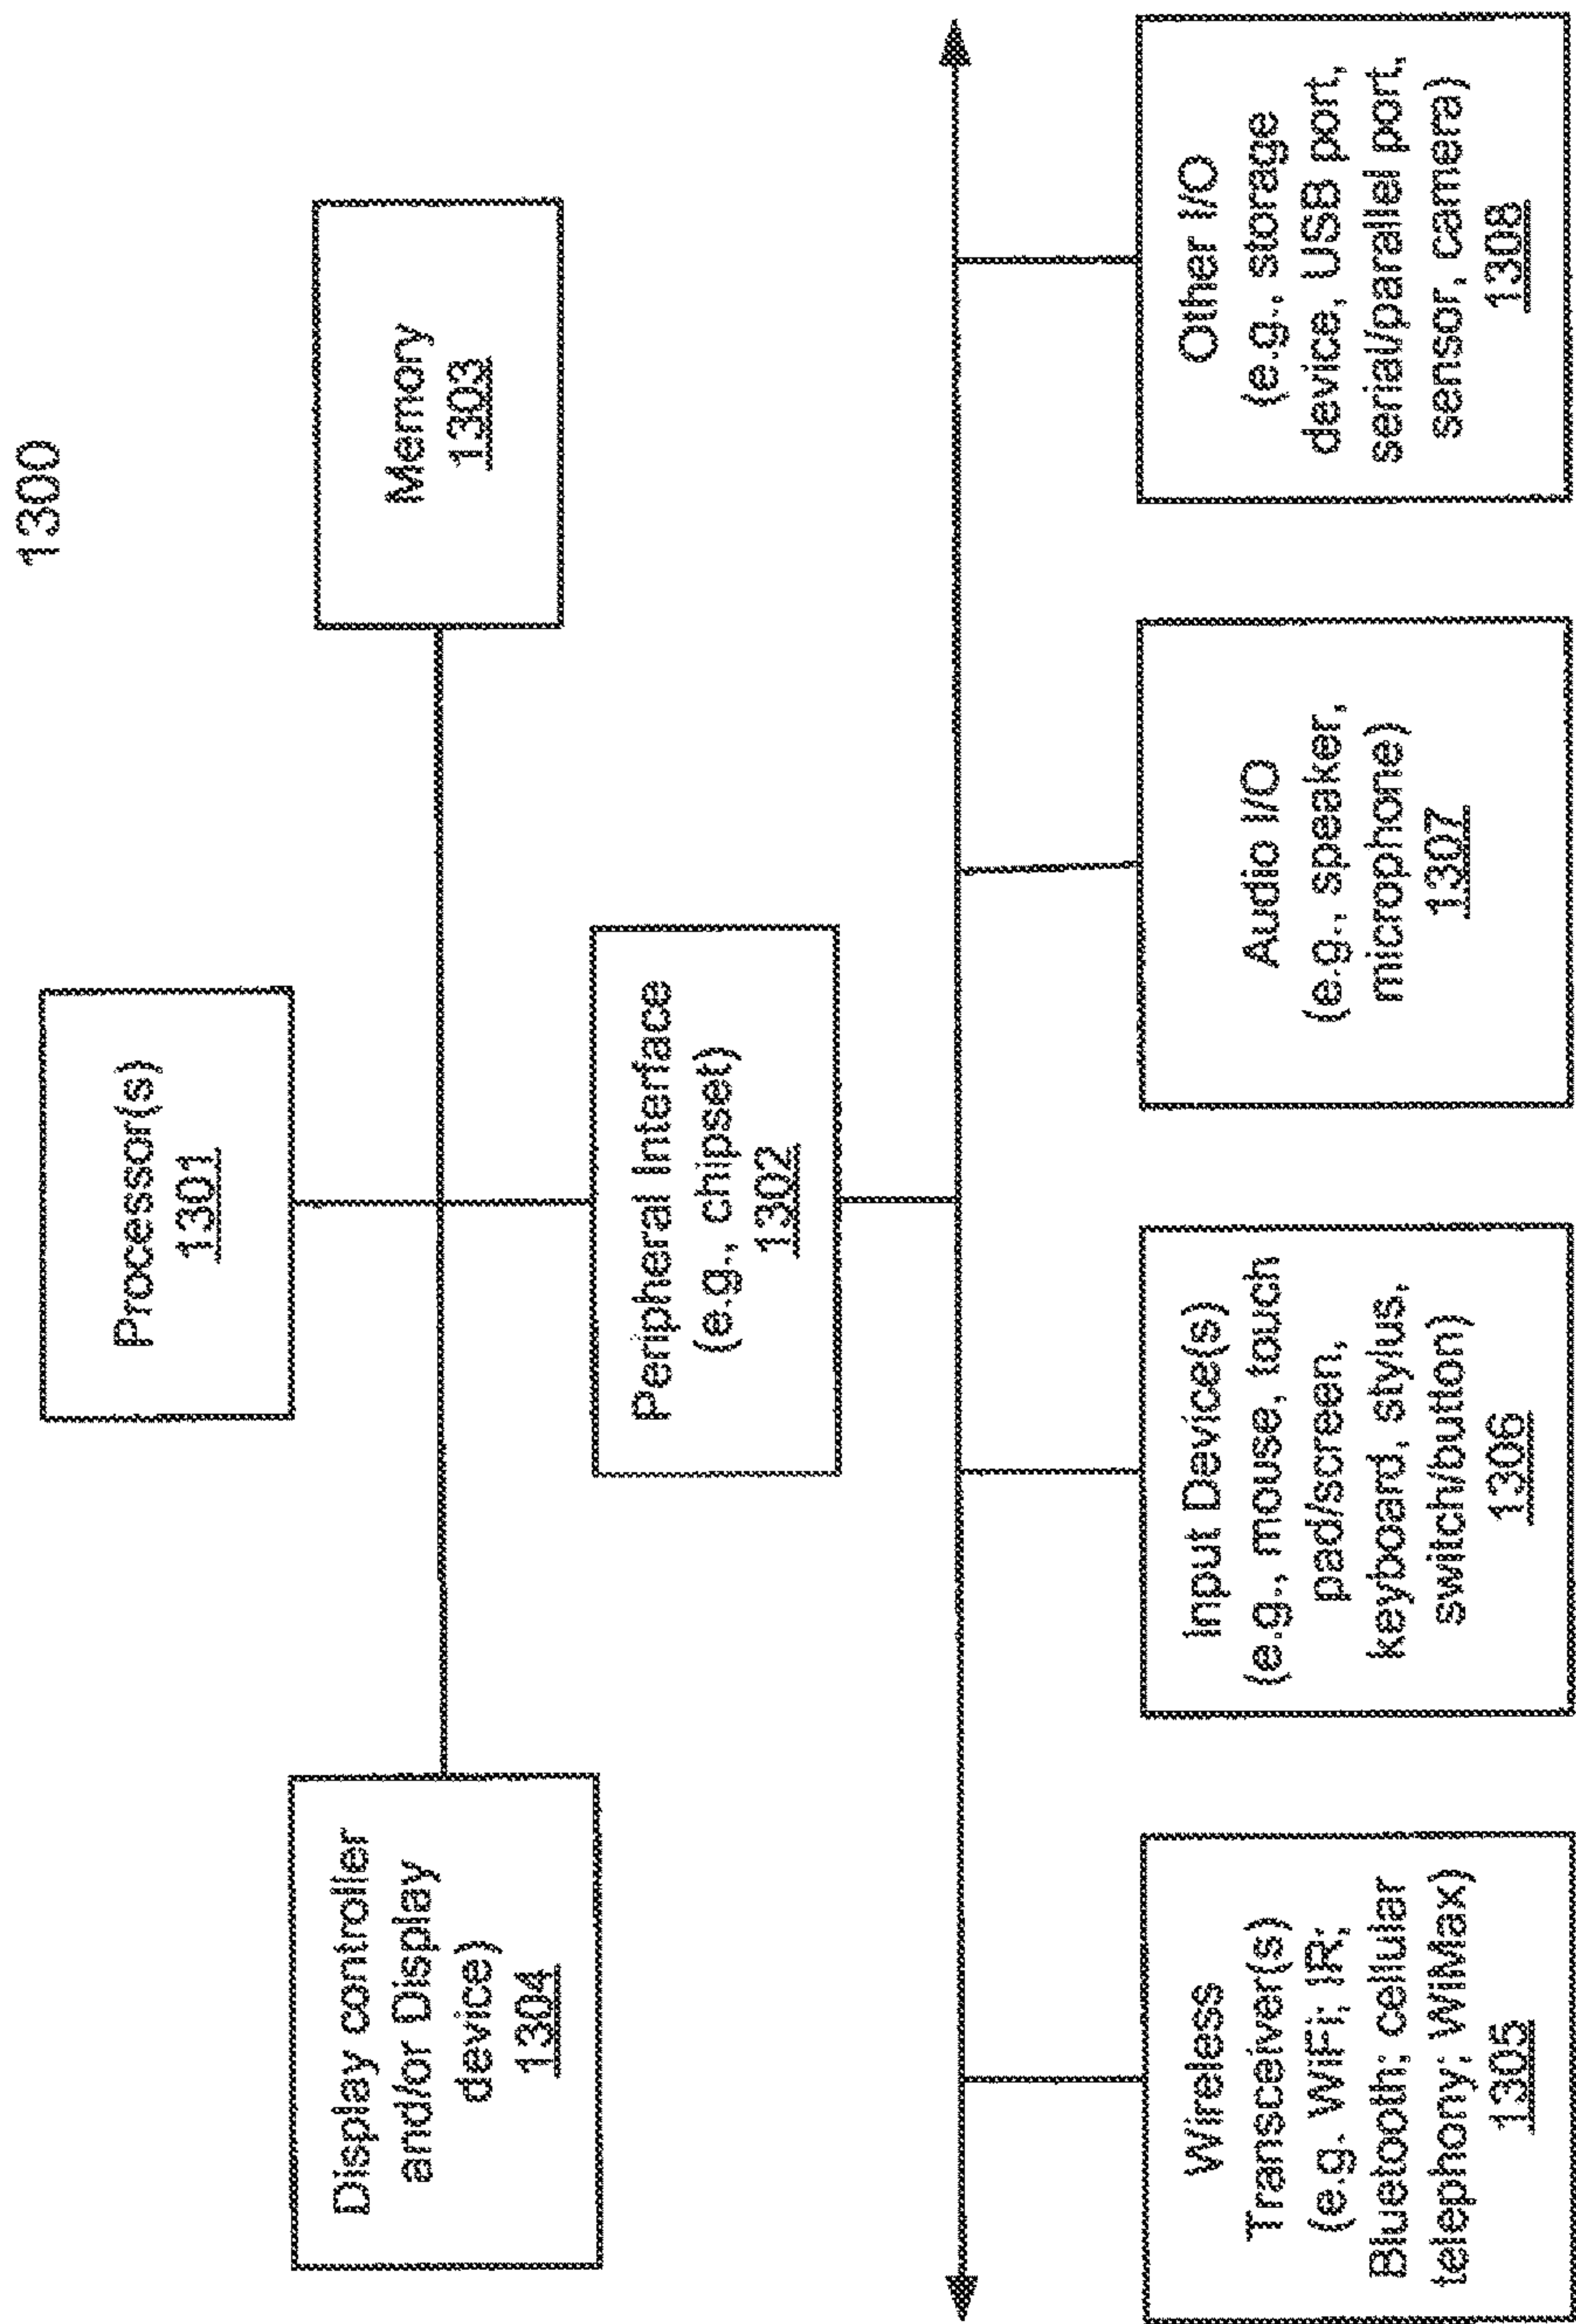 1300
Processor(s)
1301
Display controller
and/or Display
device)
1304
Memory
1303
Peripheral Interface
(e.g., chipset)
1302
Wireless
Transceiver(s)
(e.g. WiFi; IR;
Bluetooth; cellular
telephony; WiMax)
1305
Input Device(s)
(e.g., mouse, touch
pad/screen,
keyboard, stylus,
switch/button)
1306
Audio I/O
(e.g., speaker,
microphone)
1307
Other I/O
(e.g., storage
device, USB port,
serial/parallel port,
sensor, camera)
1308